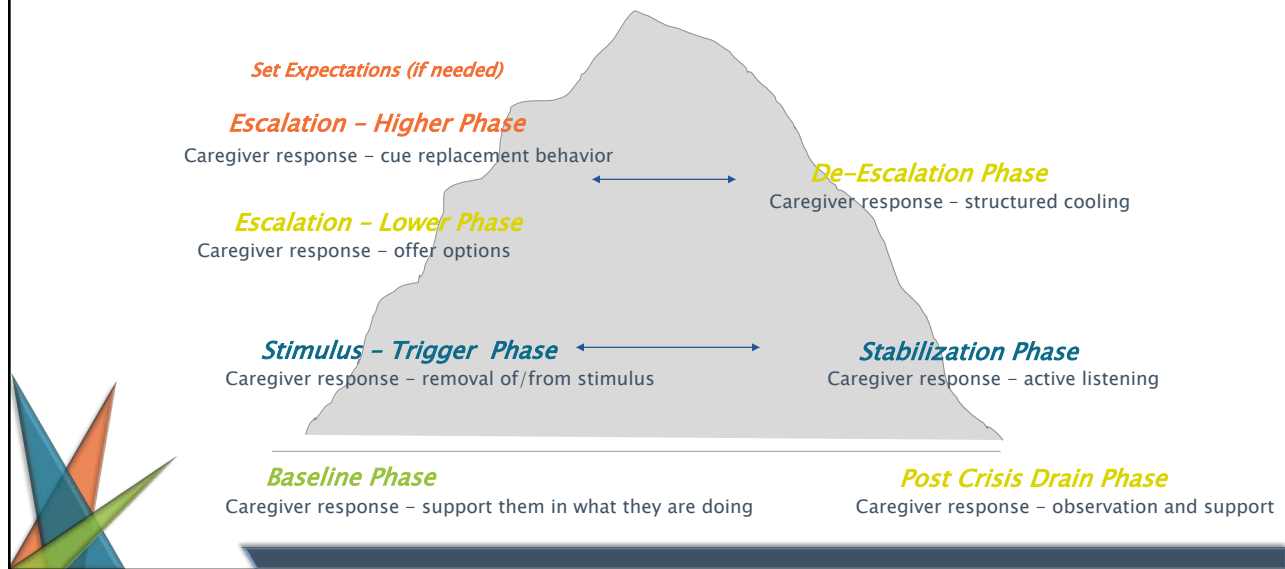 Set Expectations (if needed)
Escalation – Higher Phase
Caregiver response – cue replacement behavior
Escalation – Lower Phase
Caregiver response – offer options
Stimulus – Trigger Phase
Caregiver response – removal of/from stimulus
Baseline Phase
Caregiver response – support them in what they are doing
De-Escalation Phase
Caregiver response – structured cooling
Stabilization Phase
Caregiver response – active listening
Post Crisis Drain Phase
Caregiver response – observation and support